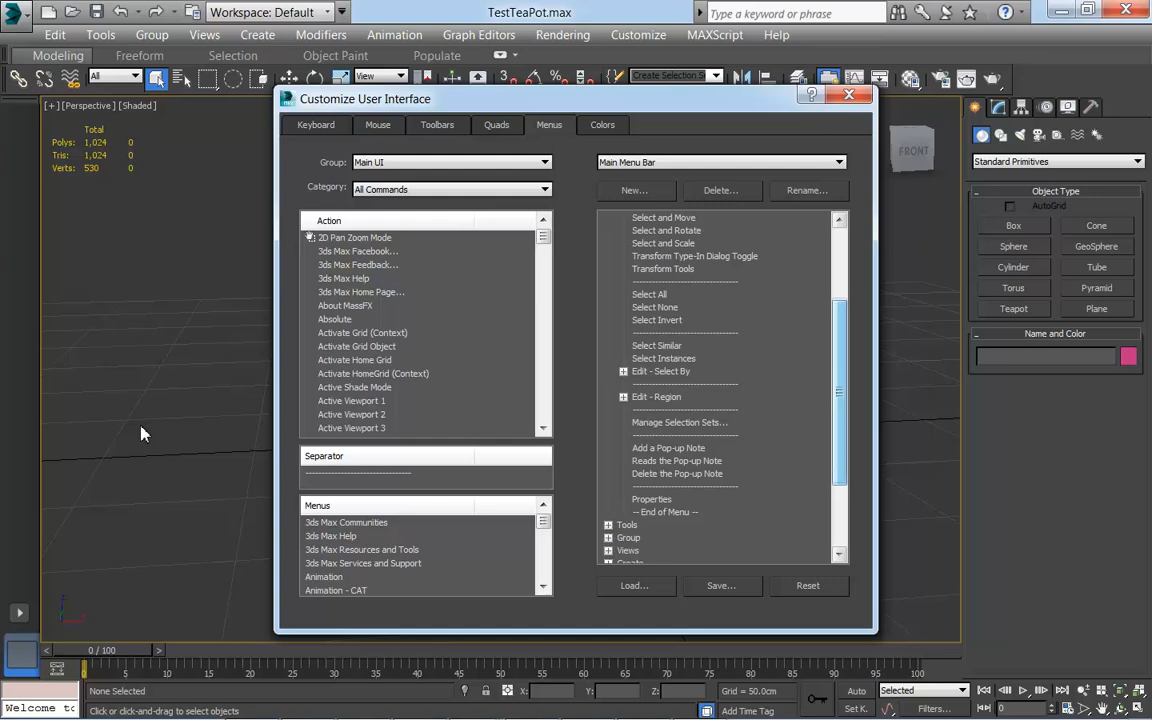 Workspace: Default
TestTeaPot.max
Type a keyword or phrase
Edit Tools Group Views Create Modifiers Animation Graph Editors Rendering Customize MAXScript Help
Modeling Freeform Selection Object Paint Populate
All View Create Selection S
[+] [Perspective] [Shaded]
Total
Polys: 1,024 0
Tris: 1,024 0
Verts: 530 0
FRONT
Customize User Interface
Keyboard Mouse Toolbars Quads Menus Colors
Group: Main UI
Category: All Commands
Action
2D Pan Zoom Mode
3ds Max Facebook...
3ds Max Feedback...
3ds Max Help
3ds Max Home Page...
About MassFX
Absolute
Activate Grid (Context)
Activate Grid Object
Activate Home Grid
Activate HomeGrid (Context)
Active Shade Mode
Active Viewport 1
Active Viewport 2
Active Viewport 3
Separator
--------------------------------
Menus
3ds Max Communities
3ds Max Help
3ds Max Resources and Tools
3ds Max Services and Support
Animation
Animation - CAT
Main Menu Bar
New... Delete... Rename...
Select and Move
Select and Rotate
Select and Scale
Transform Type-In Dialog Toggle
Transform Tools
--------------------------------
Select All
Select None
Select Invert
--------------------------------
Select Similar
Select Instances
Edit - Select By
--------------------------------
Edit - Region
--------------------------------
Manage Selection Sets...
--------------------------------
Add a Pop-up Note
Reads the Pop-up Note
Delete the Pop-up Note
--------------------------------
Properties
-- End of Menu --
Tools
Group
Views
Create
Load... Save... Reset
Standard Primitives
Object Type
AutoGrid
Box Cone
Sphere GeoSphere
Cylinder Tube
Torus Pyramid
Teapot Plane
Name and Color
0 / 100
0 5 10 15 20 25 30 35 40 45 50 55 60 65 70 75 80 85 90 95 100
None Selected X: Y: Z: Grid = 50.0cm Auto Selected
Welcome to Click or click-and-drag to select objects Add Time Tag Set K. Filters... 0